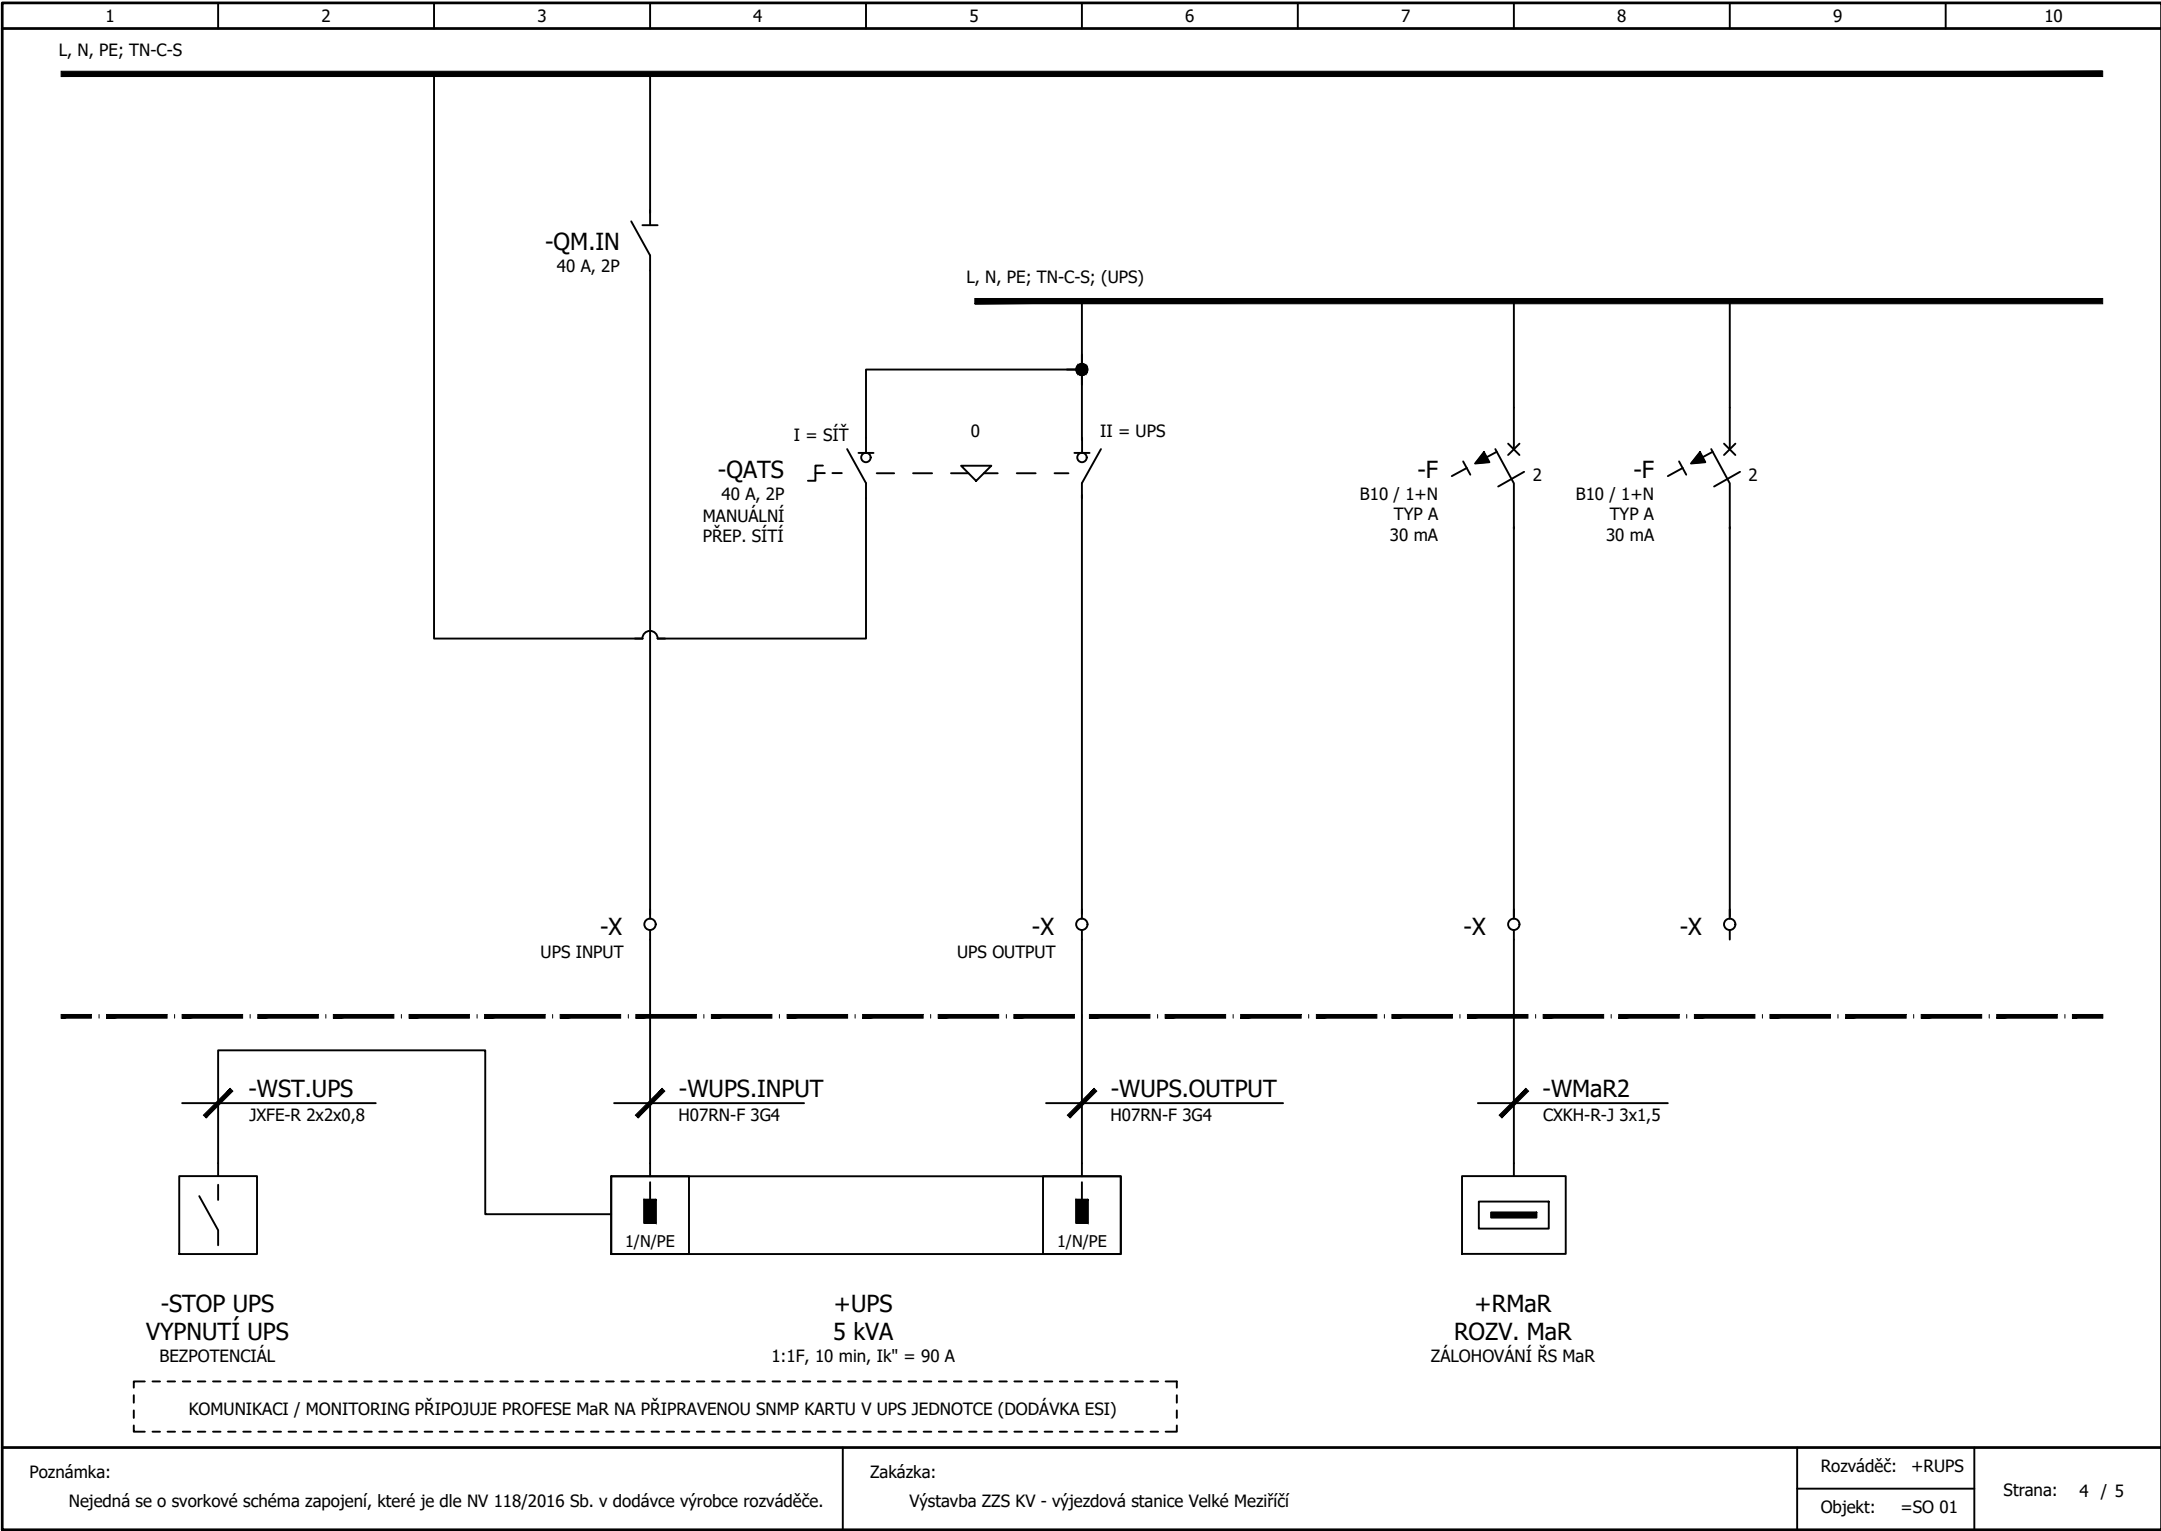 1 2 3 4 5 6 7 8 9 10
L, N, PE; TN-C-S
-QM.IN
40 A, 2P
L, N, PE; TN-C-S; (UPS)
I = SÍŤ
0
II = UPS
-QATS
40 A, 2P
MANUÁLNÍ
PŘEP. SÍTÍ
-F
B10 / 1+N
TYP A
30 mA
2
-F
B10 / 1+N
TYP A
30 mA
2
-X
UPS INPUT
-X
UPS OUTPUT
-X
-X
-WST.UPS
JXFE-R 2x2x0,8
-WUPS.INPUT
H07RN-F 3G4
-WUPS.OUTPUT
H07RN-F 3G4
-WMaR2
CXKH-R-J 3x1,5
1/N/PE
1/N/PE
-STOP UPS
VYPNUTÍ UPS
BEZPOTENCIÁL
+UPS
5 kVA
1:1F, 10 min, Ik" = 90 A
+RMaR
ROZV. MaR
ZÁLOHOVÁNÍ ŘS MaR
KOMUNIKACI / MONITORING PŘIPOJUJE PROFESE MaR NA PŘIPRAVENOU SNMP KARTU V UPS JEDNOTCE (DODÁVKA ESI)
Poznámka:
Nejedná se o svorkové schéma zapojení, které je dle NV 118/2016 Sb. v dodávce výrobce rozváděče.
Zakázka:
Výstavba ZZS KV - výjezdová stanice Velké Meziříčí
Rozváděč: +RUPS
Objekt: =SO 01
Strana: 4 / 5